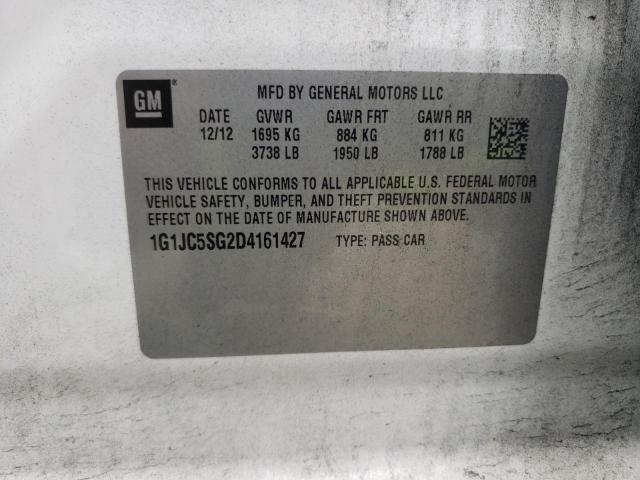 GM®
MFD BY GENERAL MOTORS LLC
DATE GVWR GAWR FRT GAWR RR
12/12 1695 KG 884 KG 811 KG
3738 LB 1950 LB 1788 LB
THIS VEHICLE CONFORMS TO ALL APPLICABLE U.S. FEDERAL MOTOR
VEHICLE SAFETY, BUMPER, AND THEFT PREVENTION STANDARDS IN
EFFECT ON THE DATE OF MANUFACTURE SHOWN ABOVE.
1G1JC5SG2D4161427 TYPE: PASS CAR